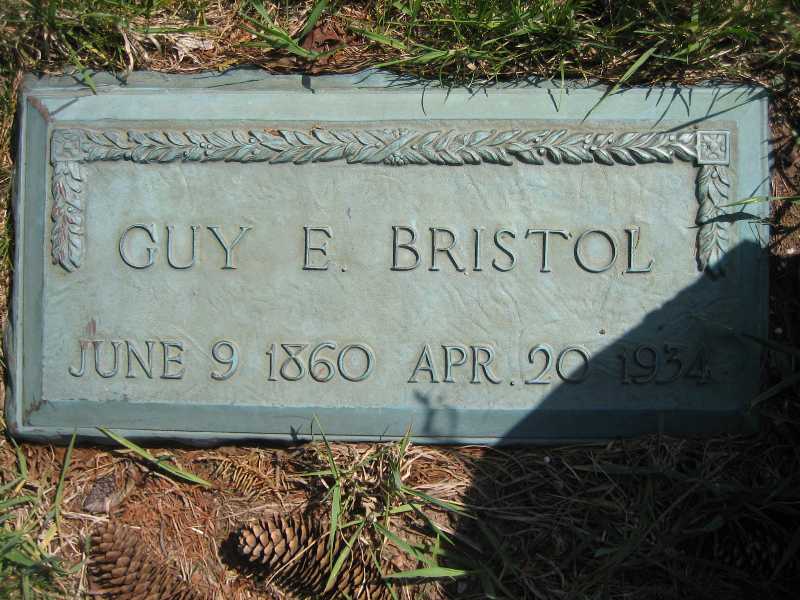 GUY E. BRISTOL
JUNE 9 1860 APR. 20 1934